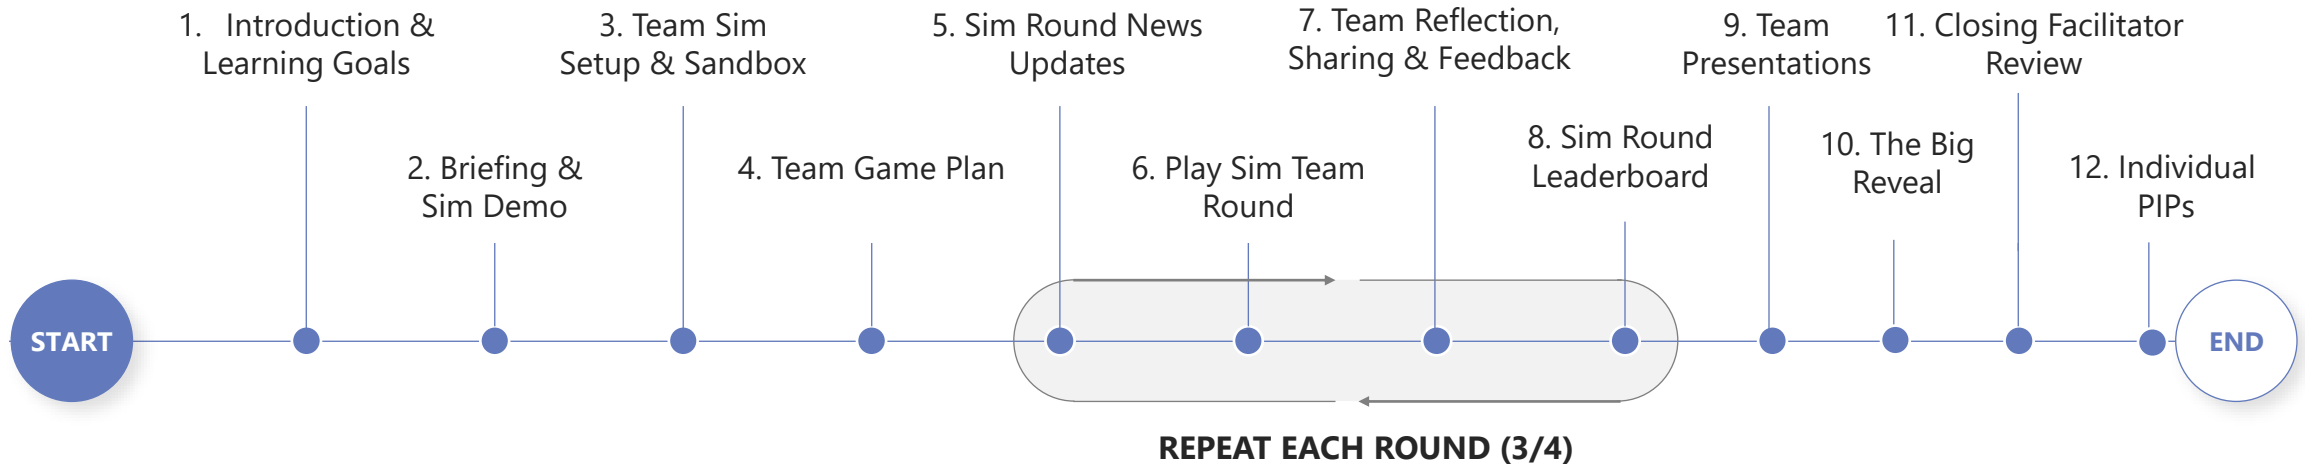 START
1. Introduction &
Learning Goals
2. Briefing &
Sim Demo
3. Team Sim
Setup & Sandbox
4. Team Game Plan
5. Sim Round News
Updates
6. Play Sim Team
Round
7. Team Reflection,
Sharing & Feedback
8. Sim Round
Leaderboard
9. Team
Presentations
10. The Big
Reveal
11. Closing Facilitator
Review
12. Individual
PIPs
END
REPEAT EACH ROUND (3/4)